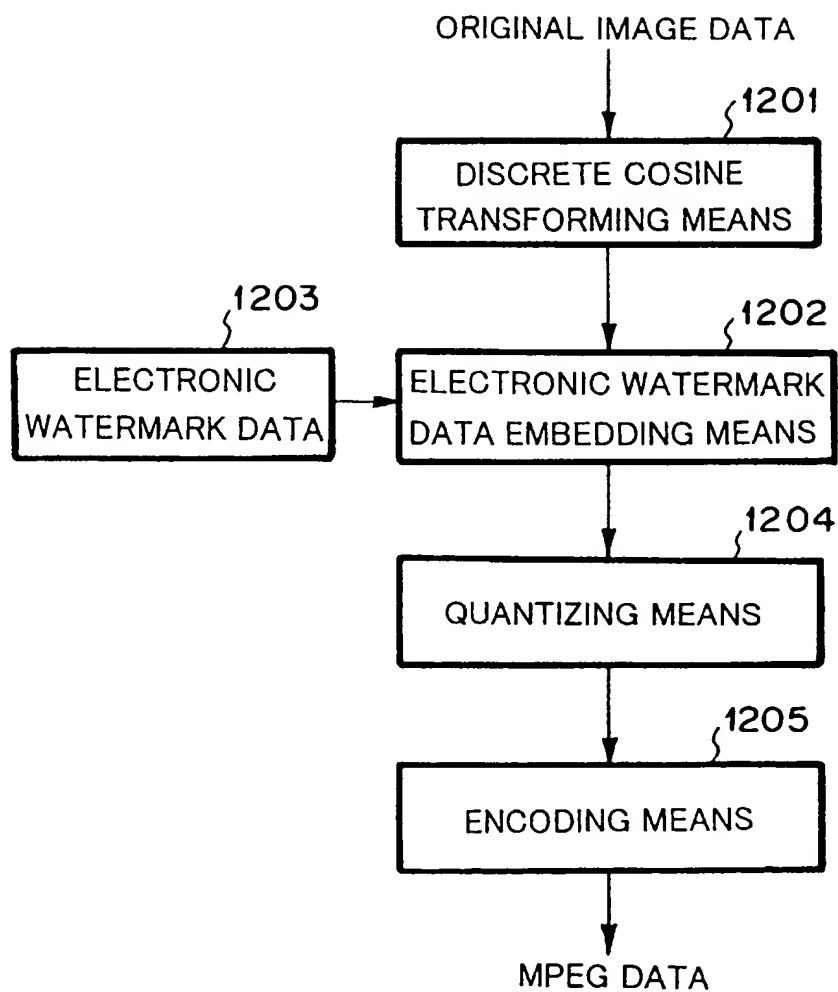 ORIGINAL IMAGE DATA
1201
DISCRETE COSINE
TRANSFORMING MEANS
1203
1202
ELECTRONIC
WATERMARK DATA
ELECTRONIC WATERMARK
DATA EMBEDDING MEANS
1204
QUANTIZING MEANS
1205
ENCODING MEANS
MPEG DATA